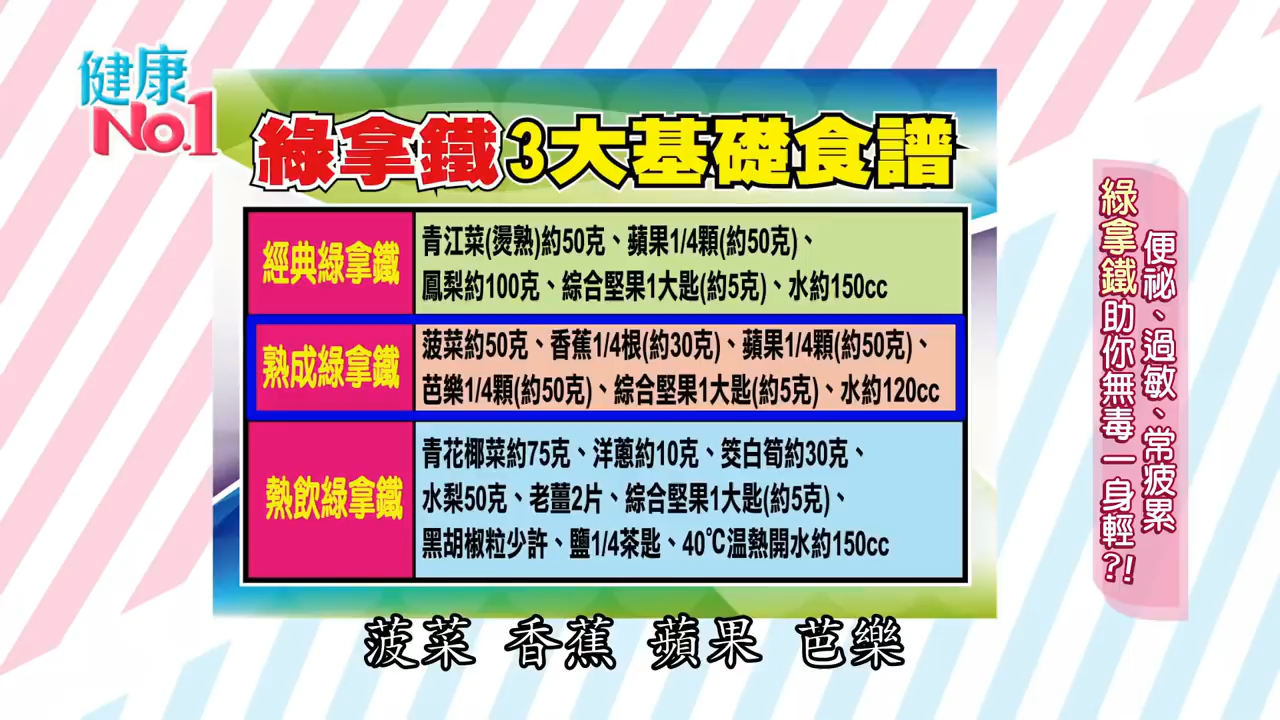 健康
No.1
綠拿鐵3大基礎食譜
經典綠拿鐵
青江菜(燙熟)約50克、蘋果1/4顆(約50克)、
鳳梨約100克、綜合堅果1大匙(約5克)、水約150cc
熟成綠拿鐵
菠菜約50克、香蕉1/4根(約30克)、蘋果1/4顆(約50克)、
芭樂1/4顆(約50克)、綜合堅果1大匙(約5克)、水約120cc
熱飲綠拿鐵
青花椰菜約75克、洋蔥約10克、筊白筍約30克、
水梨50克、老薑2片、綜合堅果1大匙(約5克)、
黑胡椒粒少許、鹽1/4茶匙、40℃溫熱開水約150cc
便祕、過敏、常疲累
綠拿鐵助你無毒一身輕?!
菠菜 香蕉 蘋果 芭樂